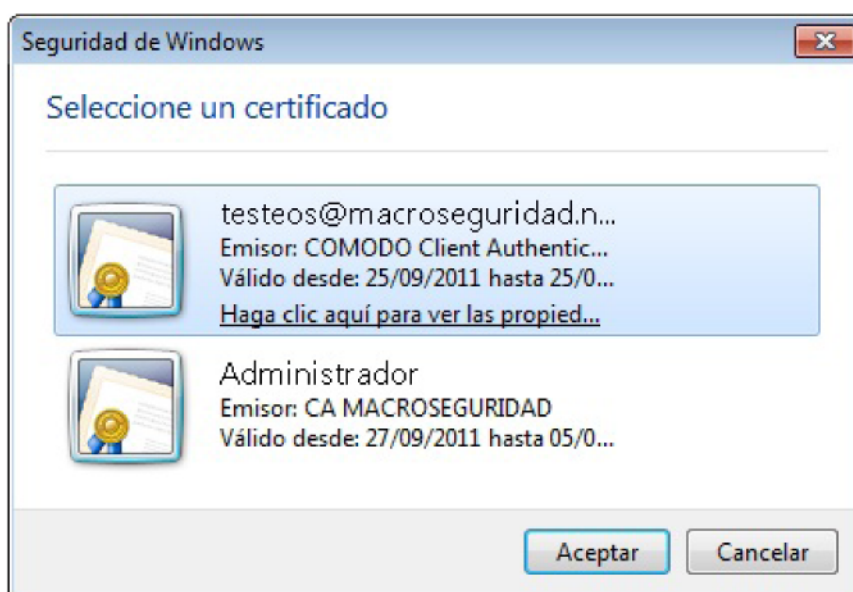 Seguridad de Windows
Seleccione un certificado
testeos@macroseguridad.n...
Emisor: COMODO Client Authentic...
Válido desde: 25/09/2011 hasta 25/0...
Haga clic aquí para ver las propied...
Administrador
Emisor: CA MACROSEGURIDAD
Válido desde: 27/09/2011 hasta 05/0...
Aceptar
Cancelar